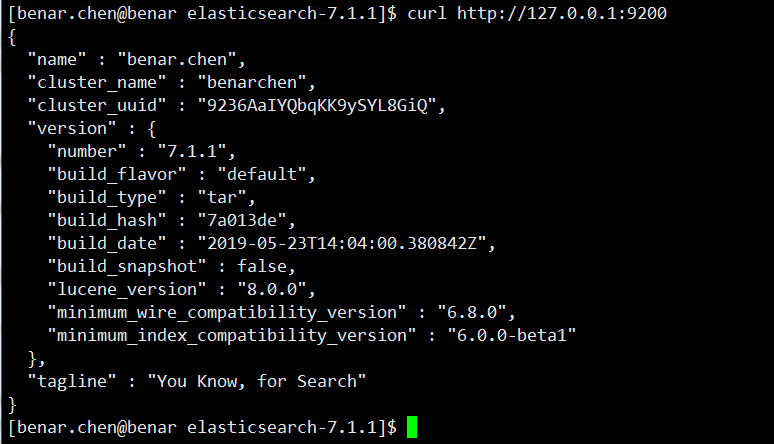 [benar.chen@benar elasticsearch-7.1.1]$ curl http://127.0.0.1:9200
{
  "name" : "benar.chen",
  "cluster_name" : "benarchen",
  "cluster_uuid" : "9236AaIYQbqKK9ySYL8GiQ",
  "version" : {
    "number" : "7.1.1",
    "build_flavor" : "default",
    "build_type" : "tar",
    "build_hash" : "7a013de",
    "build_date" : "2019-05-23T14:04:00.380842Z",
    "build_snapshot" : false,
    "lucene_version" : "8.0.0",
    "minimum_wire_compatibility_version" : "6.8.0",
    "minimum_index_compatibility_version" : "6.0.0-beta1"
  },
  "tagline" : "You Know, for Search"
}
[benar.chen@benar elasticsearch-7.1.1]$